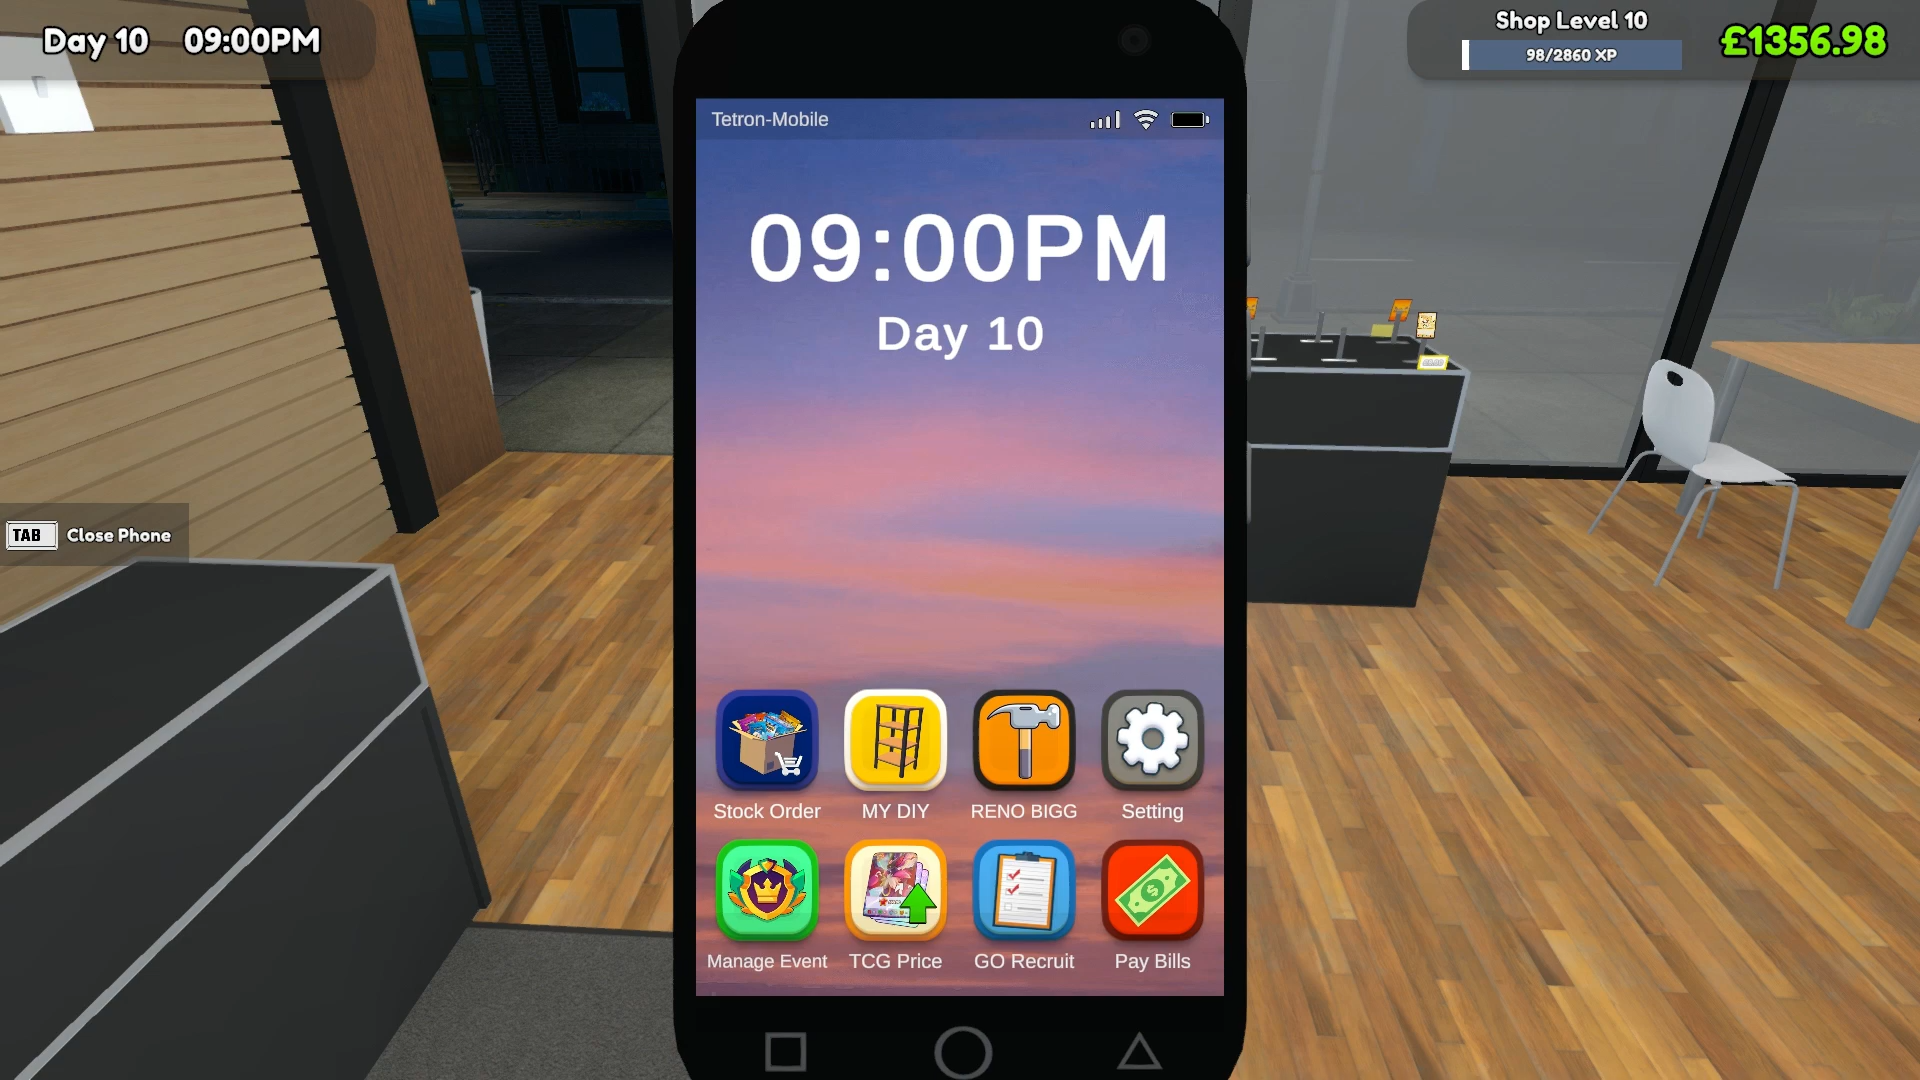 Day 10 09:00PM
Shop Level 10
98/2860 XP
£1356.98
Tetron-Mobile
09:00PM
Day 10
TAB Close Phone
Stock Order MY DIY RENO BIGG Setting
Manage Event TCG Price GO Recruit Pay Bills